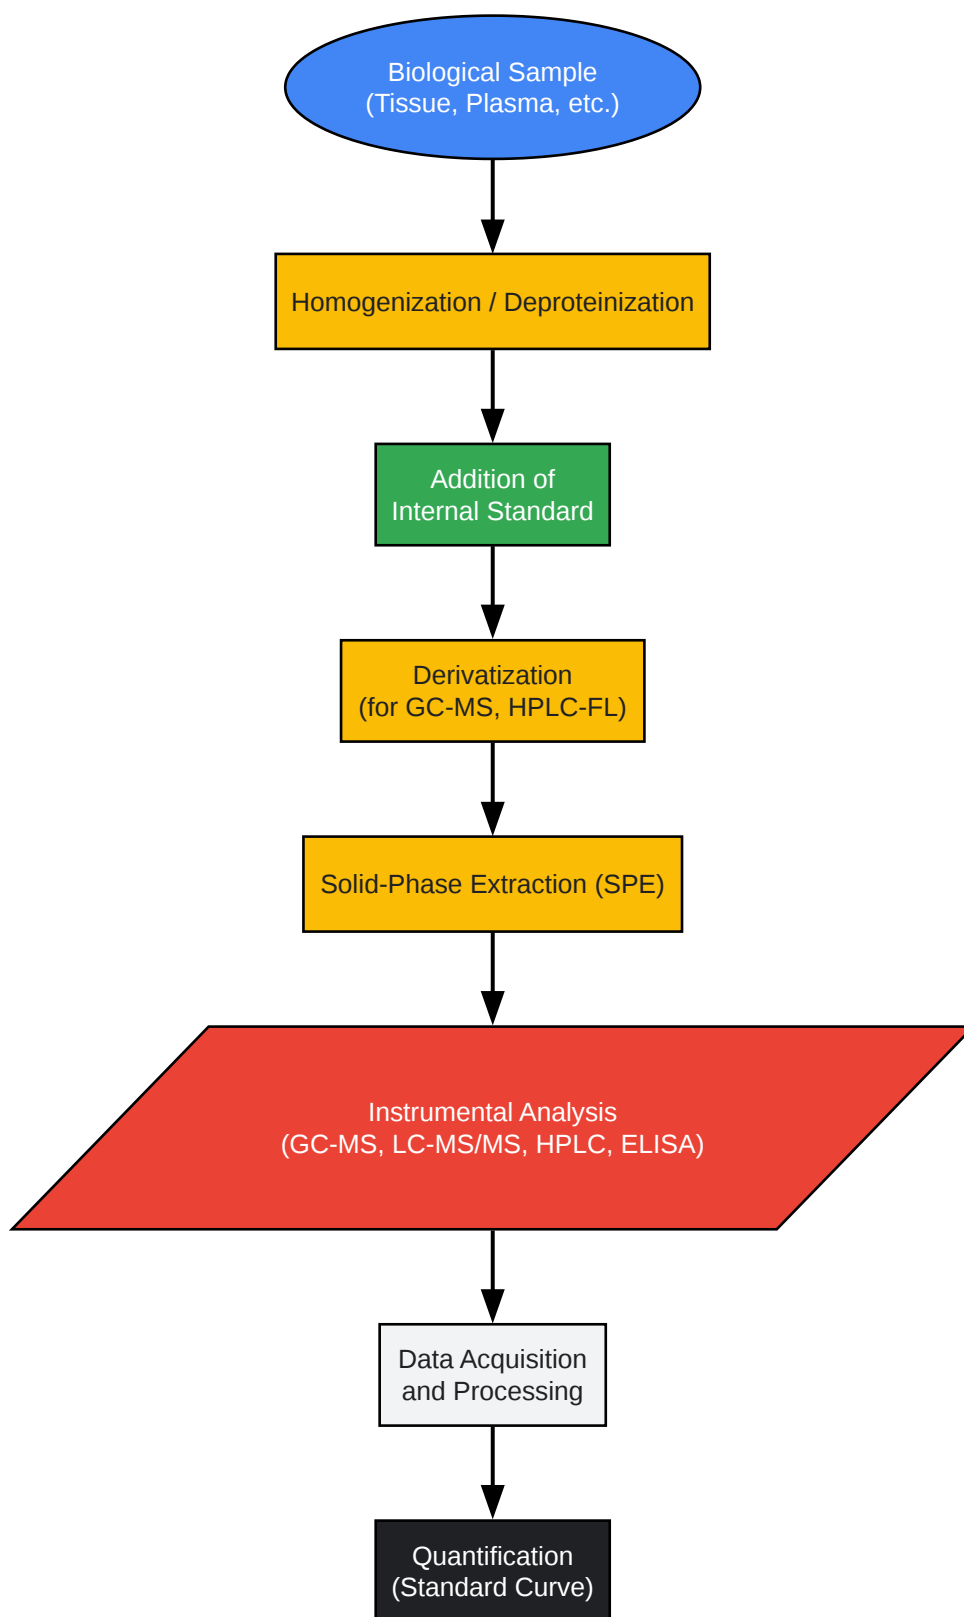 Biological Sample
(Tissue, Plasma, etc.)
Homogenization / Deproteinization
Addition of
Internal Standard
Derivatization
(for GC-MS, HPLC-FL)
Solid-Phase Extraction (SPE)
Instrumental Analysis
(GC-MS, LC-MS/MS, HPLC, ELISA)
Data Acquisition
and Processing
Quantification
(Standard Curve)